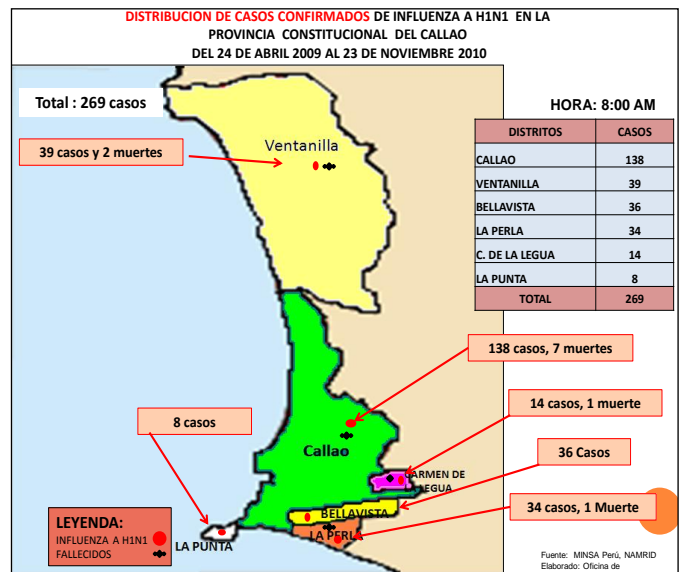 DISTRIBUCION DE CASOS CONFIRMADOS DE INFLUENZA A H1N1 EN LA
PROVINCIA CONSTITUCIONAL DEL CALLAO
DEL 24 DE ABRIL 2009 AL 23 DE NOVIEMBRE 2010
Total : 269 casos
HORA: 8:00 AM
DISTRITOS CASOS
CALLAO 138
VENTANILLA 39
BELLAVISTA 36
LA PERLA 34
C. DE LA LEGUA 14
LA PUNTA 8
TOTAL 269
39 casos y 2 muertes
Ventanilla
138 casos, 7 muertes
14 casos, 1 muerte
8 casos
Callao
36 Casos
CARMEN DE
LA LEGUA
34 casos, 1 Muerte
BELLAVISTA
LA PERLA
LA PUNTA
LEYENDA:
INFLUENZA A H1N1
FALLECIDOS
Fuente: MINSA Perú, NAMRID
Elaborado: Oficina de